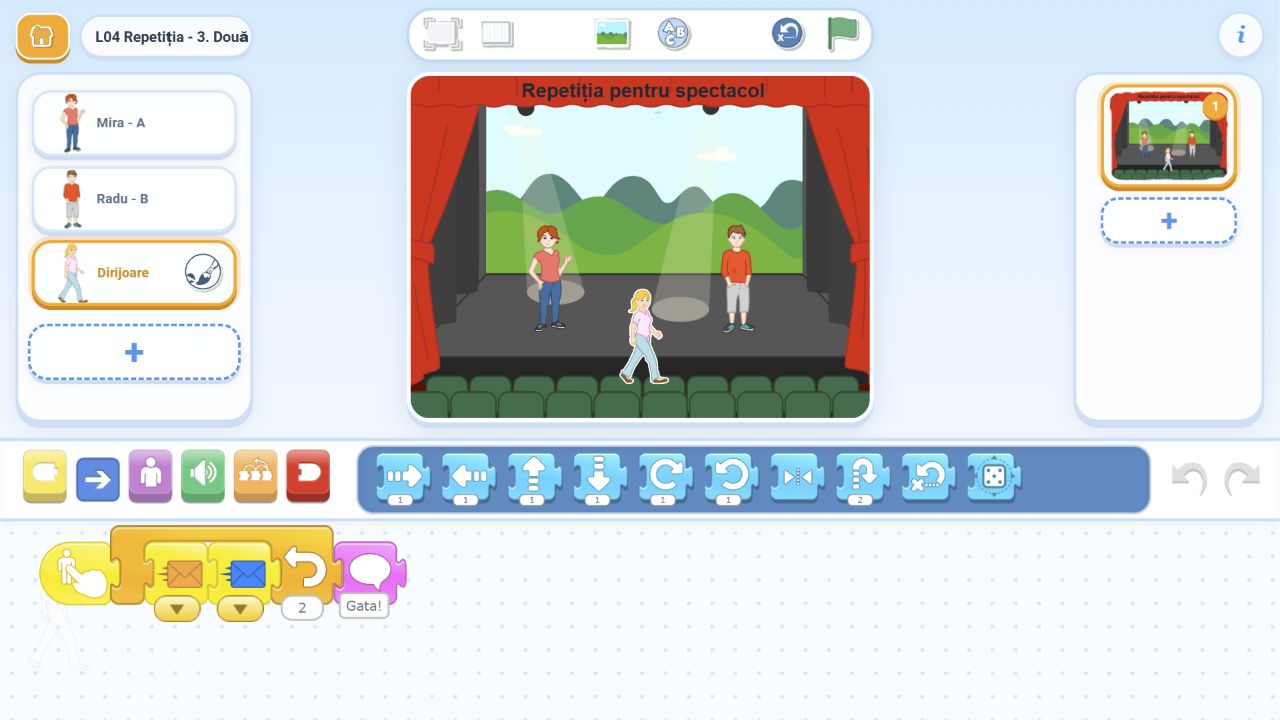 L04 Repetiția - 3. Două
A
B
C
x
i
Mira - A
Radu - B
Dirijoare
Repetiția pentru spectacol
1
1
1
1
1
1
1
2
2
Gata!